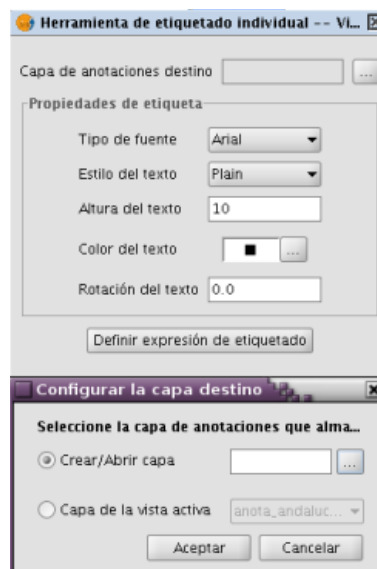 Herramienta de etiquetado individual -- Vi...
Capa de anotaciones destino ...
Propiedades de etiqueta
Tipo de fuente Arial
Estilo del texto Plain
Altura del texto 10
Color del texto ...
Rotación del texto 0.0
Definir expresión de etiquetado
Configurar la capa destino
Seleccione la capa de anotaciones que alma...
Crear/Abrir capa ...
Capa de la vista activa anota_andaluc...
Aceptar Cancelar